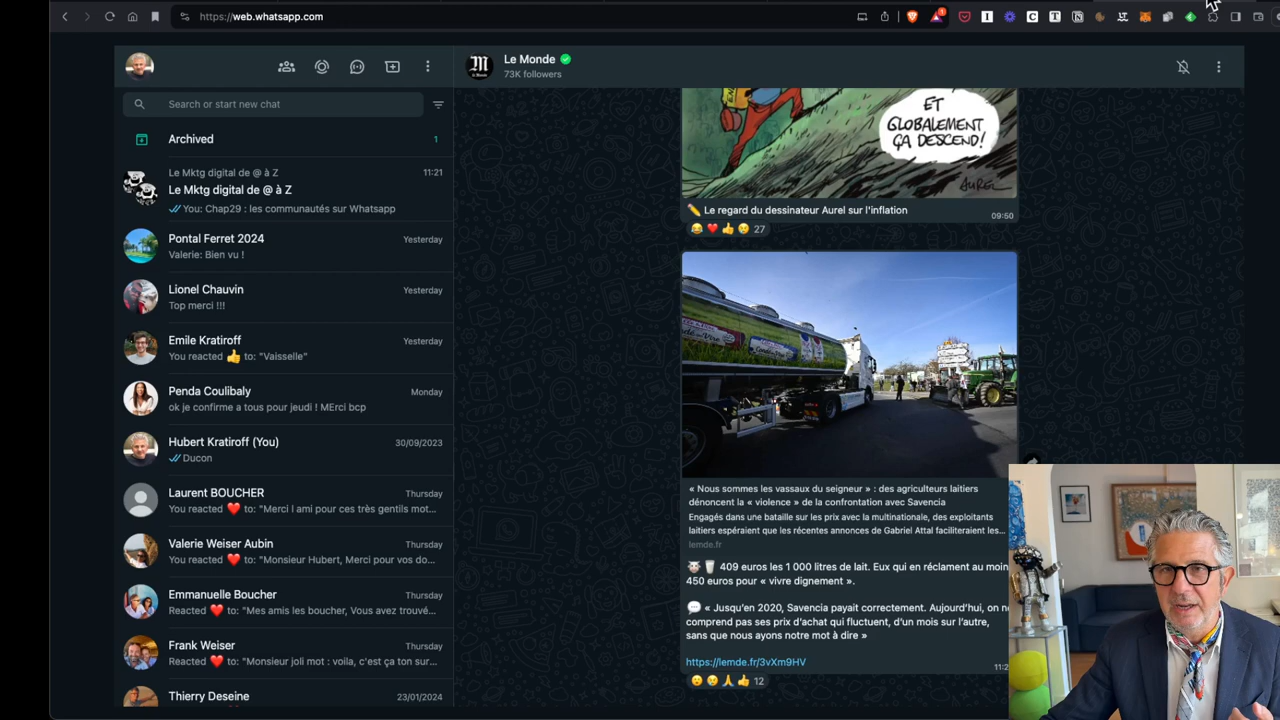 https://web.whatsapp.com
1
Search or start new chat
Archived
1
Le Mktg digital de @ à Z
11:21
Le Mktg digital de @ à Z
You: Chap29 : les communautés sur Whatsapp
Pontal Ferret 2024
Yesterday
Valerie: Bien vu !
Lionel Chauvin
Yesterday
Top merci !!!
Emile Kratiroff
Yesterday
You reacted 👍 to: "Vaisselle"
Penda Coulibaly
Monday
ok je confirme a tous pour jeudi ! MErci bcp
Hubert Kratiroff (You)
30/09/2023
Ducon
Laurent BOUCHER
Thursday
You reacted ❤️ to: "Merci l ami pour ces très gentils mot...
Valerie Weiser Aubin
Thursday
You reacted ❤️ to: "Monsieur Hubert, Merci pour vos do...
Emmanuelle Boucher
Thursday
Reacted ❤️ to: "Mes amis les boucher, Vous avez trouvé...
Frank Weiser
Thursday
Reacted ❤️ to: "Monsieur joli mot : voila, c'est ça ton sur...
Thierry Deseine
23/01/2024
Le Monde
73K followers
ET
GLOBALEMENT
ÇA DESCEND!
AUREL
✏️ Le regard du dessinateur Aurel sur l'inflation
09:50
😂 ❤️ 👍 😢 27
« Nous sommes les vassaux du seigneur » : des agriculteurs laitiers
dénoncent la « violence » de la confrontation avec Savencia
Engagés dans une bataille sur les prix avec la multinationale, des exploitants
laitiers espéraient que les récentes annonces de Gabriel Attal faciliteraient les...
lemde.fr
🐮 🥛 409 euros les 1 000 litres de lait. Eux qui en réclament au moin
450 euros pour « vivre dignement ».
💬 « Jusqu'en 2020, Savencia payait correctement. Aujourd'hui, on n
comprend pas ses prix d'achat qui fluctuent, d'un mois sur l'autre,
sans que nous ayons notre mot à dire »
https://lemde.fr/3vXm9HV
11:2
😮 😢 🙏 👍 12